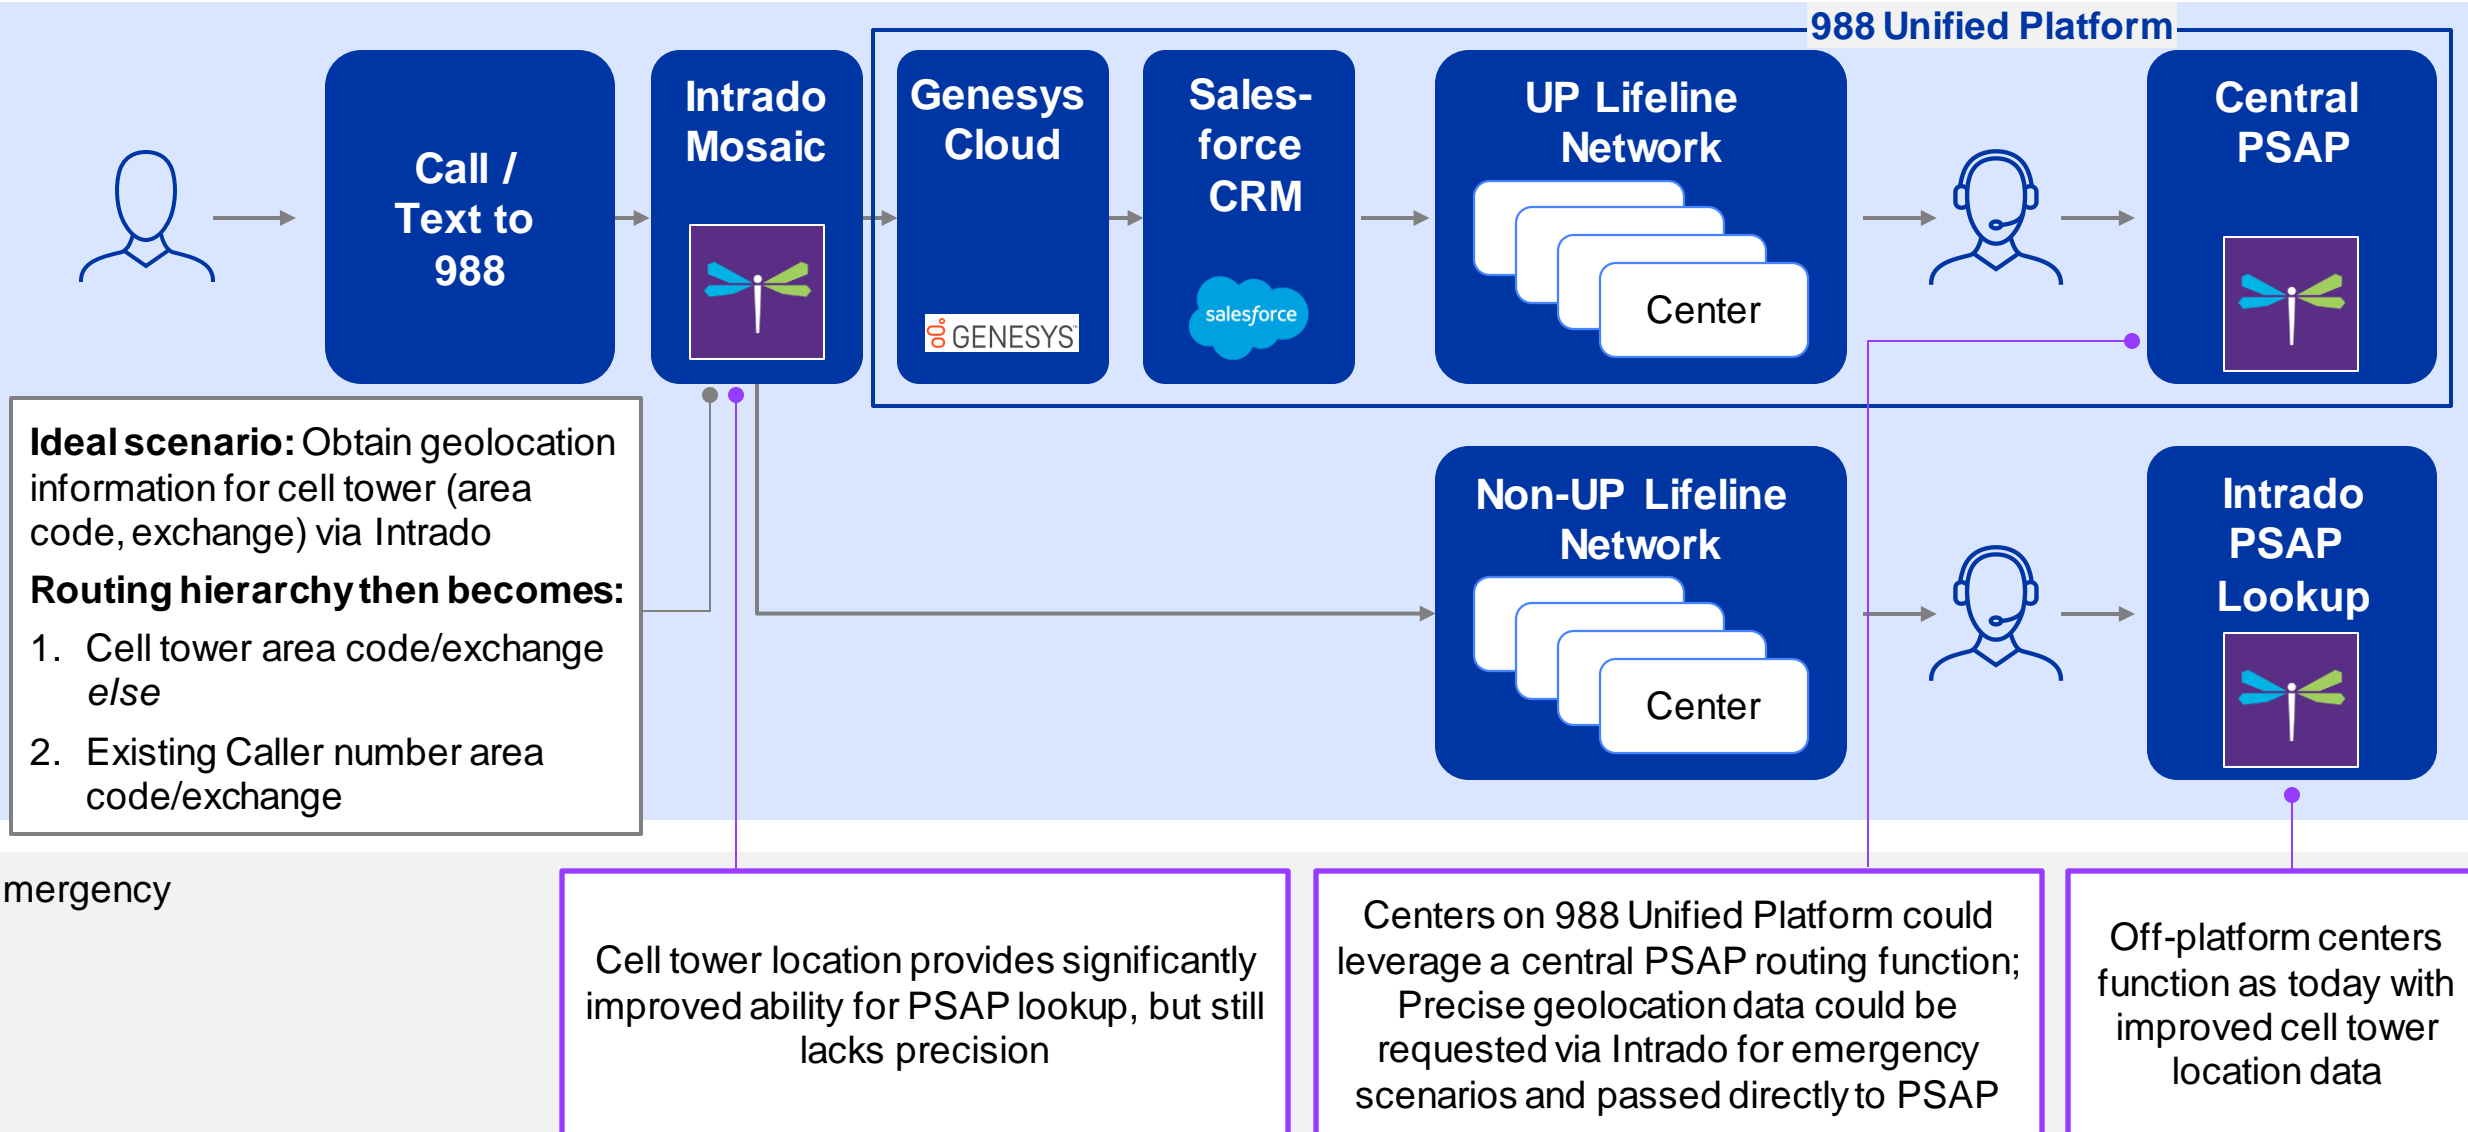 988 Unified Platform
Call /
Text to
988
Intrado
Mosaic
Genesys
Cloud
GENESYS™
Sales-
force
CRM
salesforce
UP Lifeline
Network
Center
Central
PSAP
Ideal scenario: Obtain geolocation
information for cell tower (area
code, exchange) via Intrado
Routing hierarchy then becomes:
1. Cell tower area code/exchange
else
2. Existing Caller number area
code/exchange
Non-UP Lifeline
Network
Center
Intrado
PSAP
Lookup
mergency
Cell tower location provides significantly
improved ability for PSAP lookup, but still
lacks precision
Centers on 988 Unified Platform could
leverage a central PSAP routing function;
Precise geolocation data could be
requested via Intrado for emergency
scenarios and passed directly to PSAP
Off-platform centers
function as today with
improved cell tower
location data